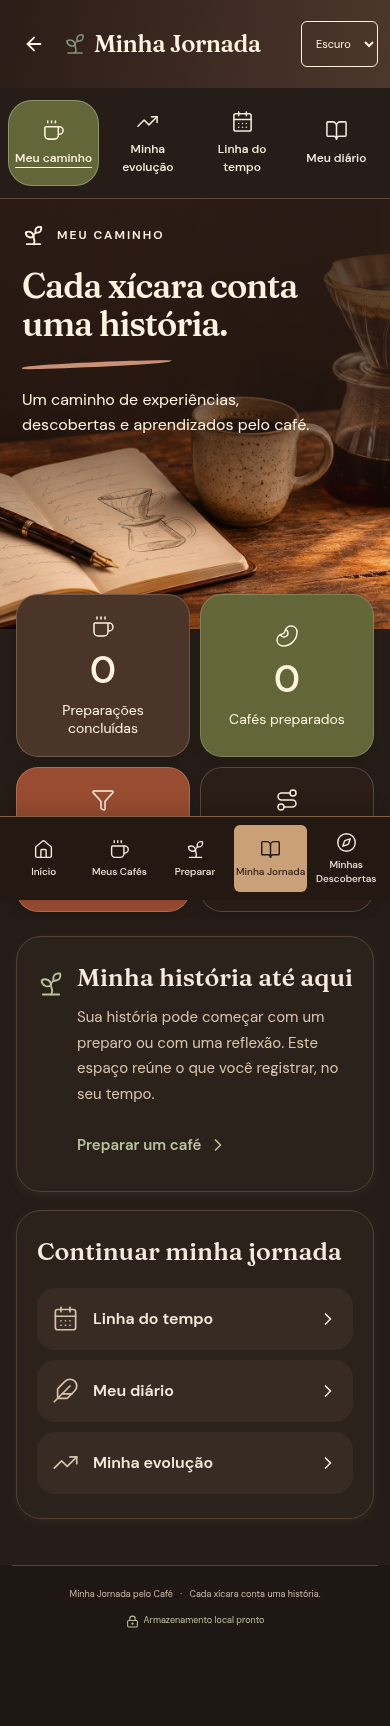 Minha Jornada
Escuro
Meu caminho
Minha
evolução
Linha do
tempo
Meu diário
MEU CAMINHO
Cada xícara conta
uma história.
Um caminho de experiências,
descobertas e aprendizados pelo café.
0
Preparações
concluídas
0
Cafés preparados
Início
Meus Cafés
Preparar
Minha Jornada
Minhas
Descobertas
Minha história até aqui
Sua história pode começar com um
preparo ou com uma reflexão. Este
espaço reúne o que você registrar, no
seu tempo.
Preparar um café
Continuar minha jornada
Linha do tempo
Meu diário
Minha evolução
Minha Jornada pelo Café · Cada xícara conta uma história.
Armazenamento local pronto